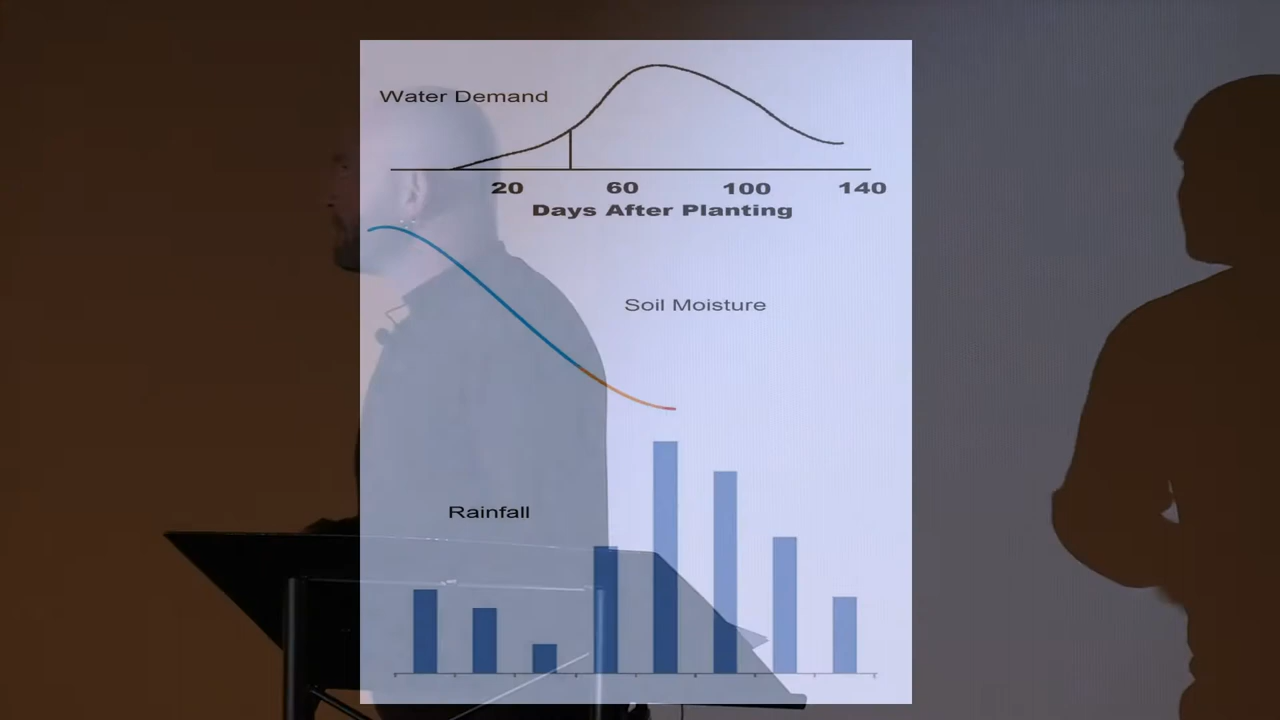 Water Demand
20 60 100 140
Days After Planting
Soil Moisture
Rainfall